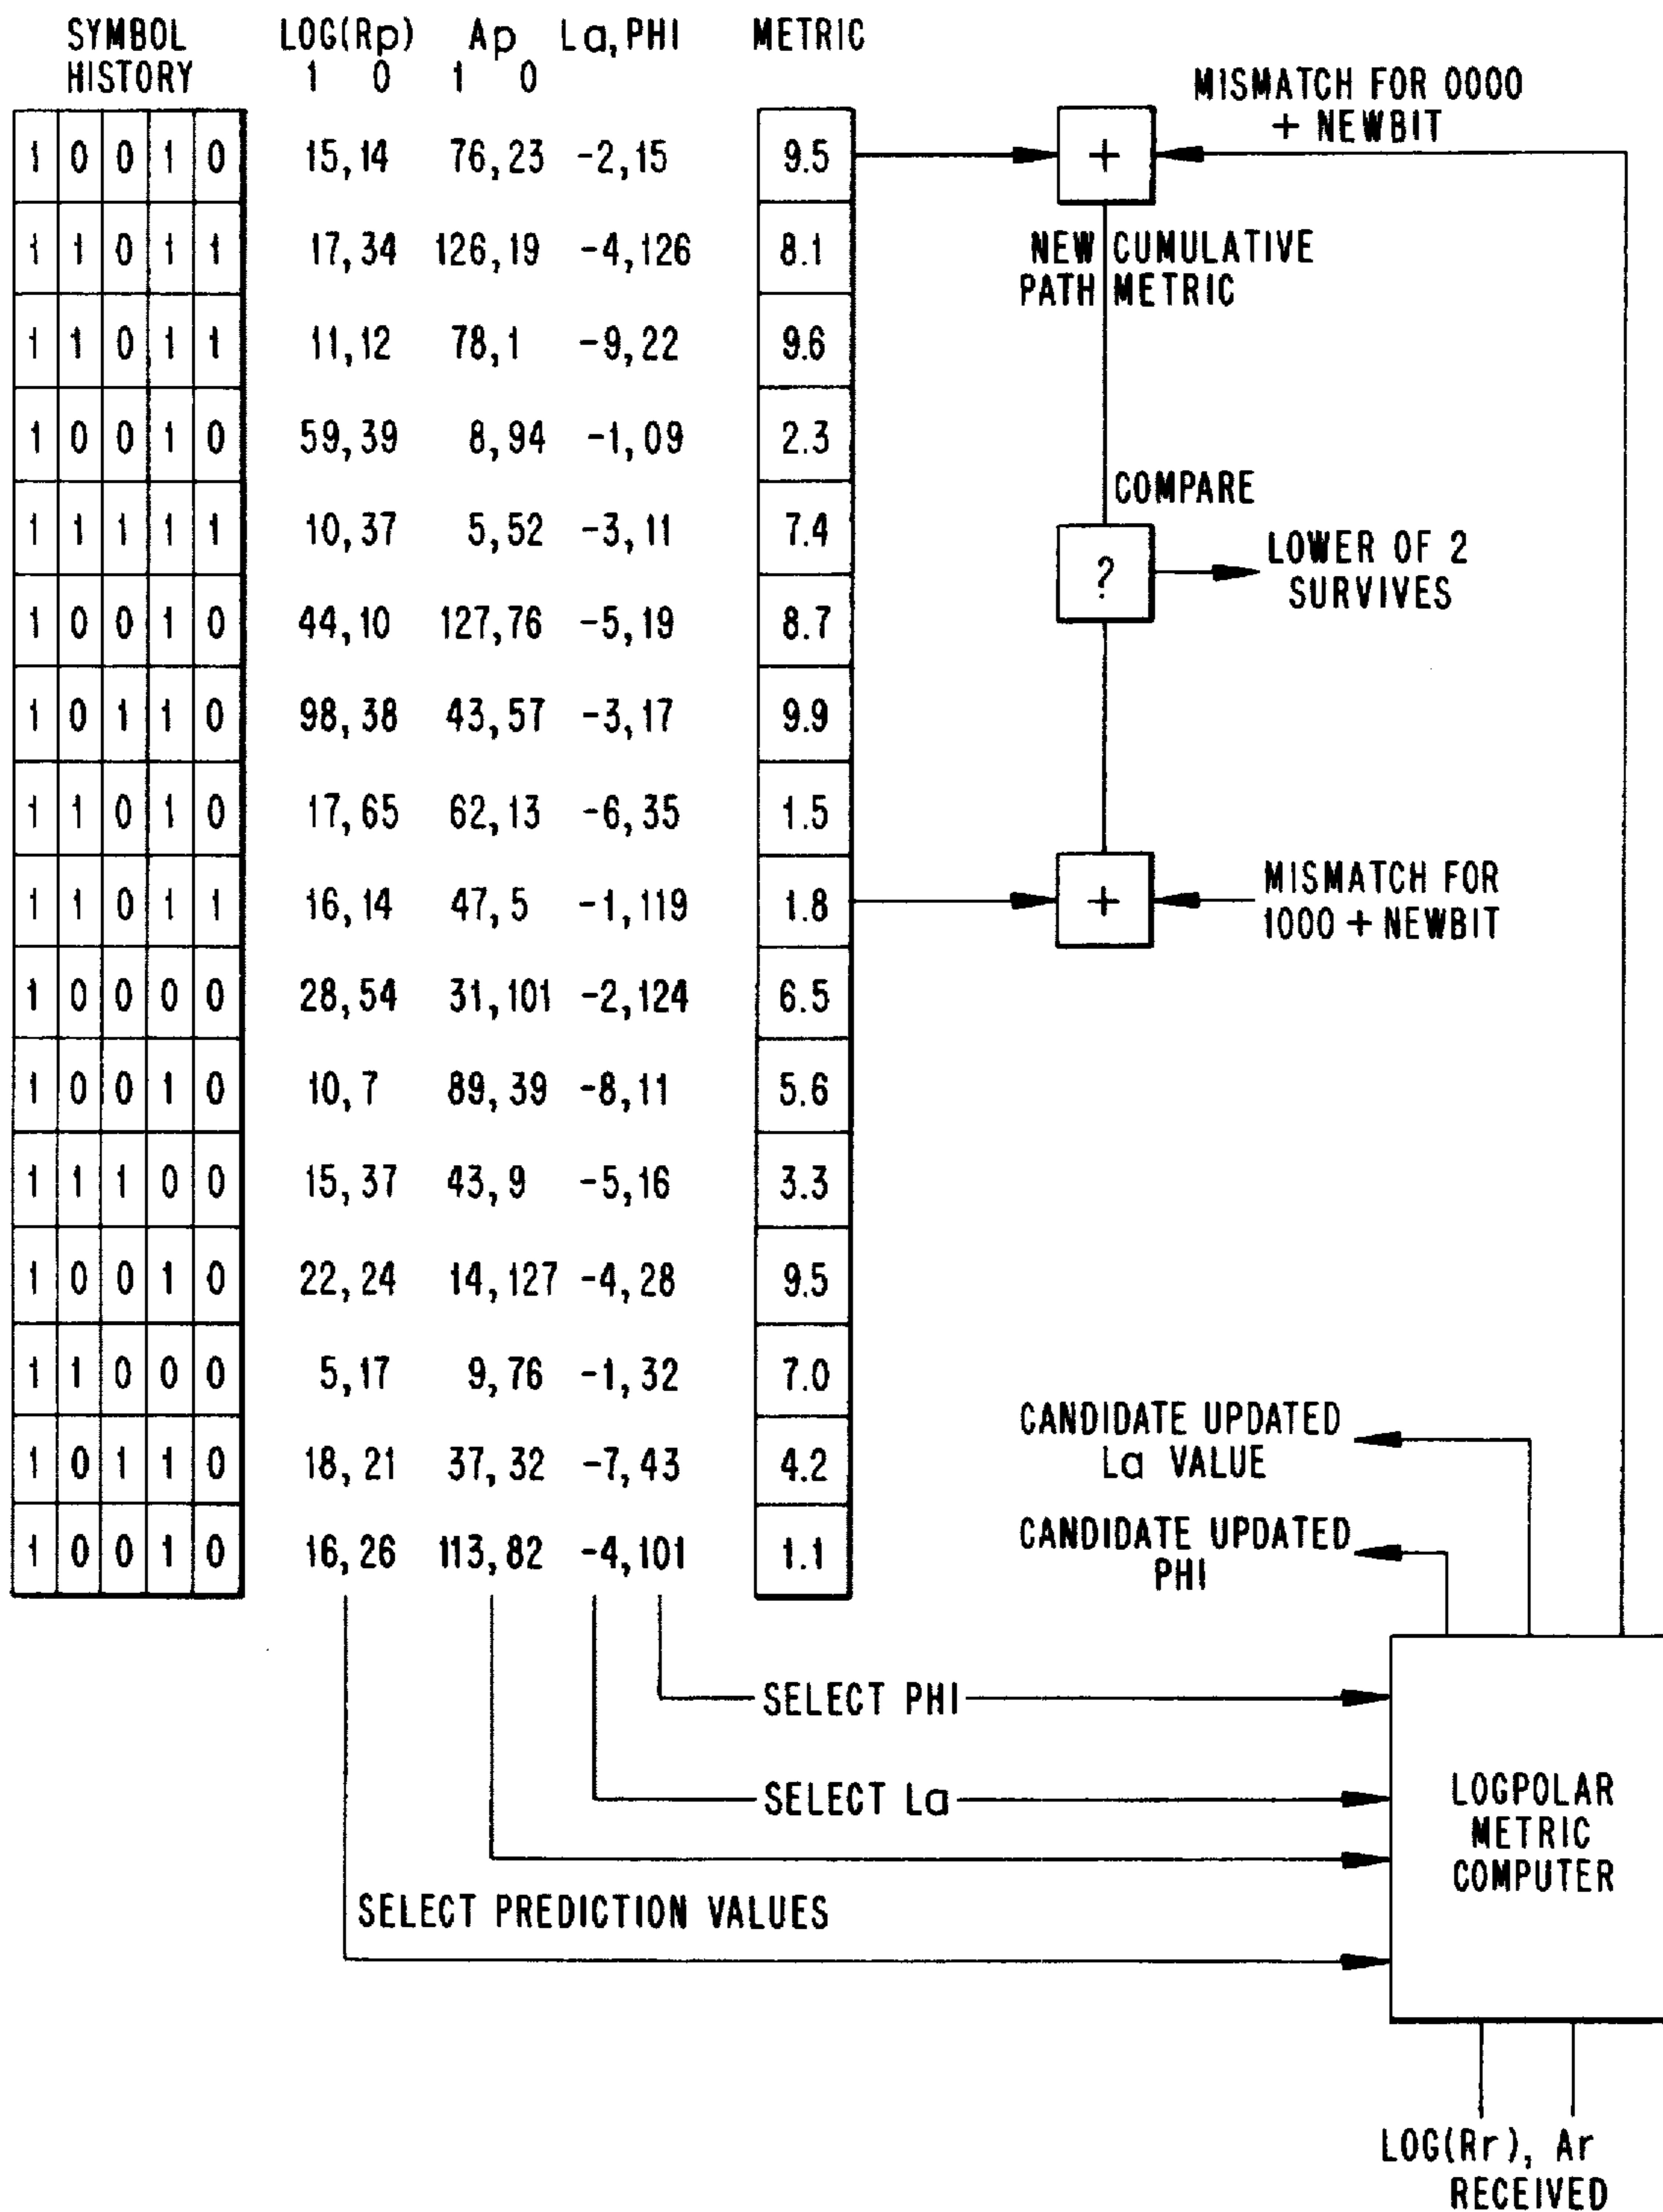 SYMBOL HISTORY LOG(Rp) Ap La, PHI METRIC
1 0 1 0
1 0 0 1 0 15, 14 76, 23 -2, 15 9.5
1 1 0 1 1 17, 34 126, 19 -4, 126 8.1
1 1 0 1 1 11, 12 78, 1 -9, 22 9.6
1 0 0 1 0 59, 39 8, 94 -1, 09 2.3
1 1 1 1 1 10, 37 5, 52 -3, 11 7.4
1 0 0 1 0 44, 10 127, 76 -5, 19 8.7
1 0 1 1 0 98, 38 43, 57 -3, 17 9.9
1 1 0 1 0 17, 65 62, 13 -6, 35 1.5
1 1 0 1 1 16, 14 47, 5 -1, 119 1.8
1 0 0 0 0 28, 54 31, 101 -2, 124 6.5
1 0 0 1 0 10, 7 89, 39 -8, 11 5.6
1 1 1 0 0 15, 37 43, 9 -5, 16 3.3
1 0 0 1 0 22, 24 14, 127 -4, 28 9.5
1 1 0 0 0 5, 17 9, 76 -1, 32 7.0
1 0 1 1 0 18, 21 37, 32 -7, 43 4.2
1 0 0 1 0 16, 26 113, 82 -4, 101 1.1
MISMATCH FOR 0000
+ NEWBIT
+
NEW CUMULATIVE
PATH METRIC
COMPARE
?
LOWER OF 2
SURVIVES
+
MISMATCH FOR
1000 + NEWBIT
CANDIDATE UPDATED
La VALUE
CANDIDATE UPDATED
PHI
SELECT PHI
SELECT La
SELECT PREDICTION VALUES
LOGPOLAR
METRIC
COMPUTER
LOG(Rr), Ar
RECEIVED